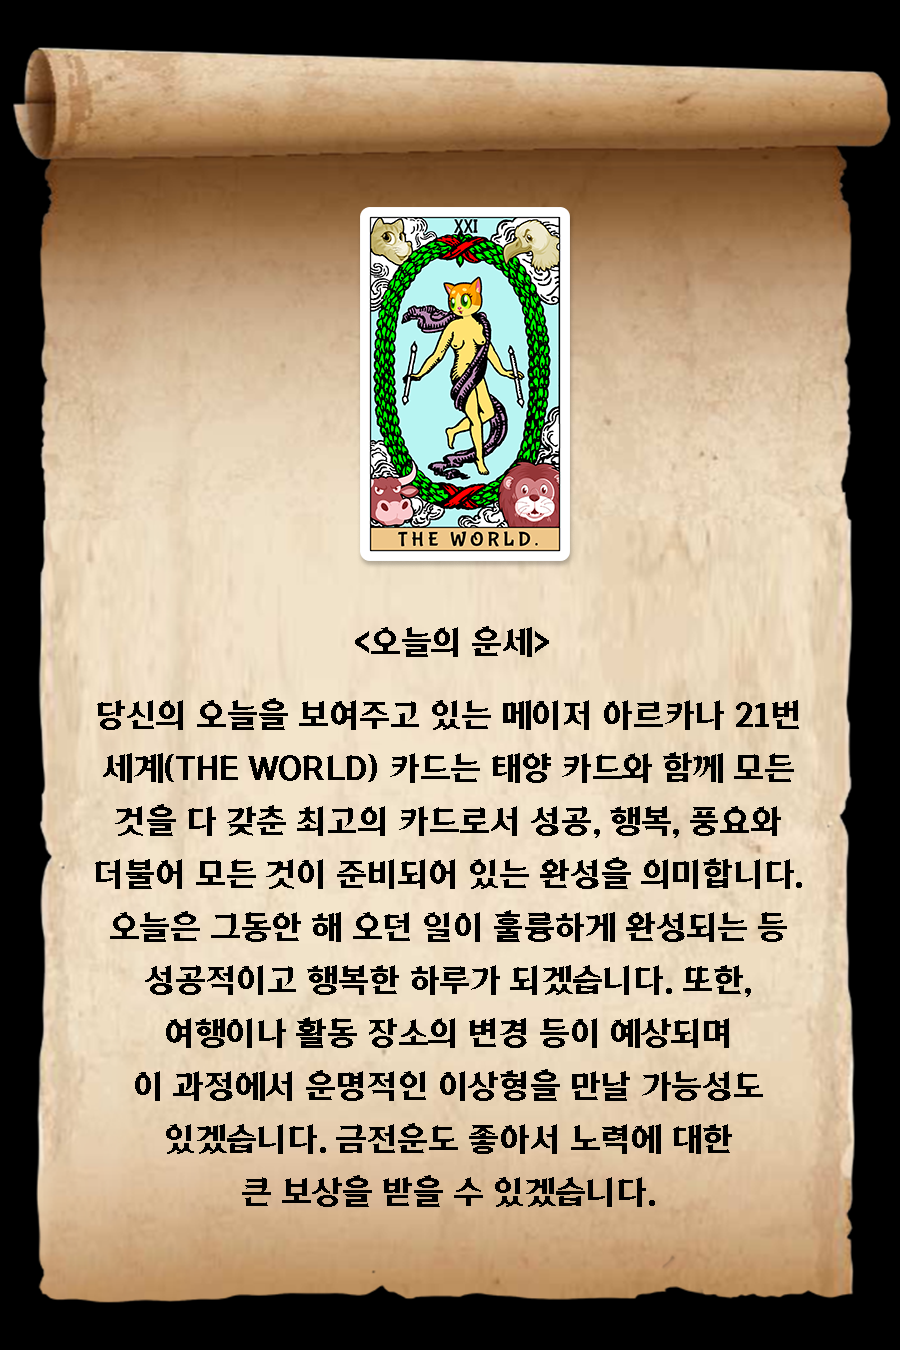 XXI
THE WORLD.
<오늘의 운세>
당신의 오늘을 보여주고 있는 메이저 아르카나 21번
세계(THE WORLD) 카드는 태양 카드와 함께 모든
것을 다 갖춘 최고의 카드로서 성공, 행복, 풍요와
더불어 모든 것이 준비되어 있는 완성을 의미합니다.
오늘은 그동안 해 오던 일이 훌륭하게 완성되는 등
성공적이고 행복한 하루가 되겠습니다. 또한,
여행이나 활동 장소의 변경 등이 예상되며
이 과정에서 운명적인 이상형을 만날 가능성도
있겠습니다. 금전운도 좋아서 노력에 대한
큰 보상을 받을 수 있겠습니다.